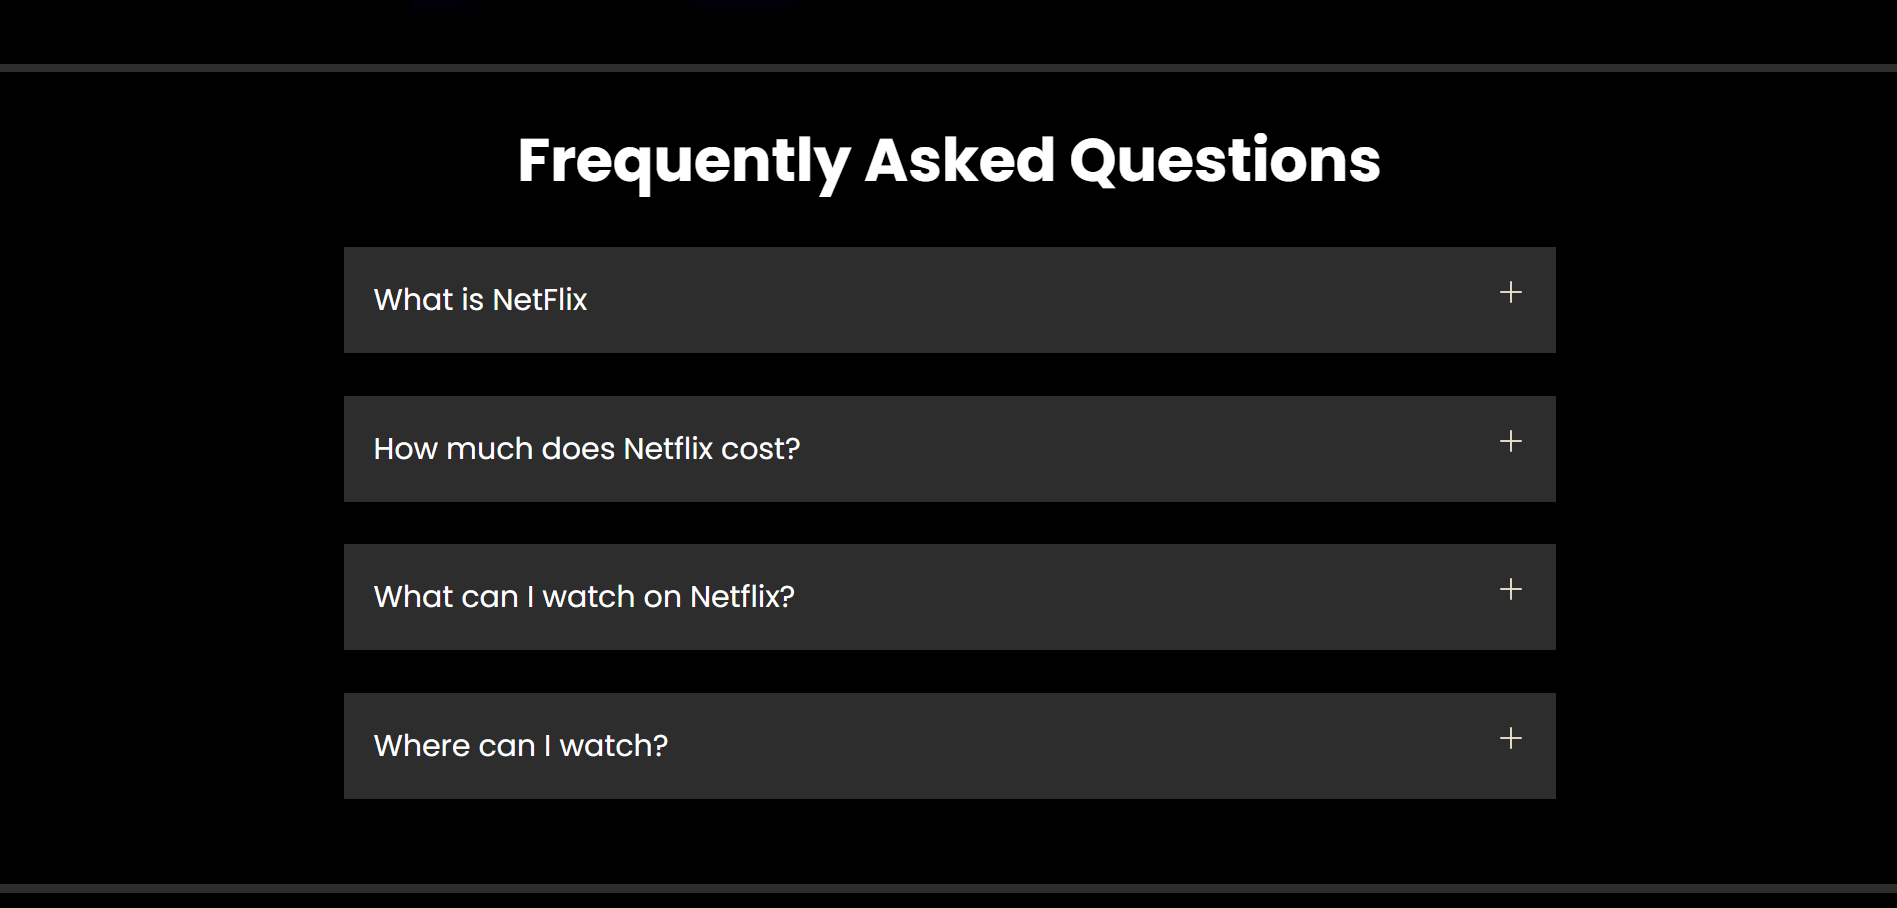 Frequently Asked Questions
What is NetFlix
How much does Netflix cost?
What can I watch on Netflix?
Where can I watch?